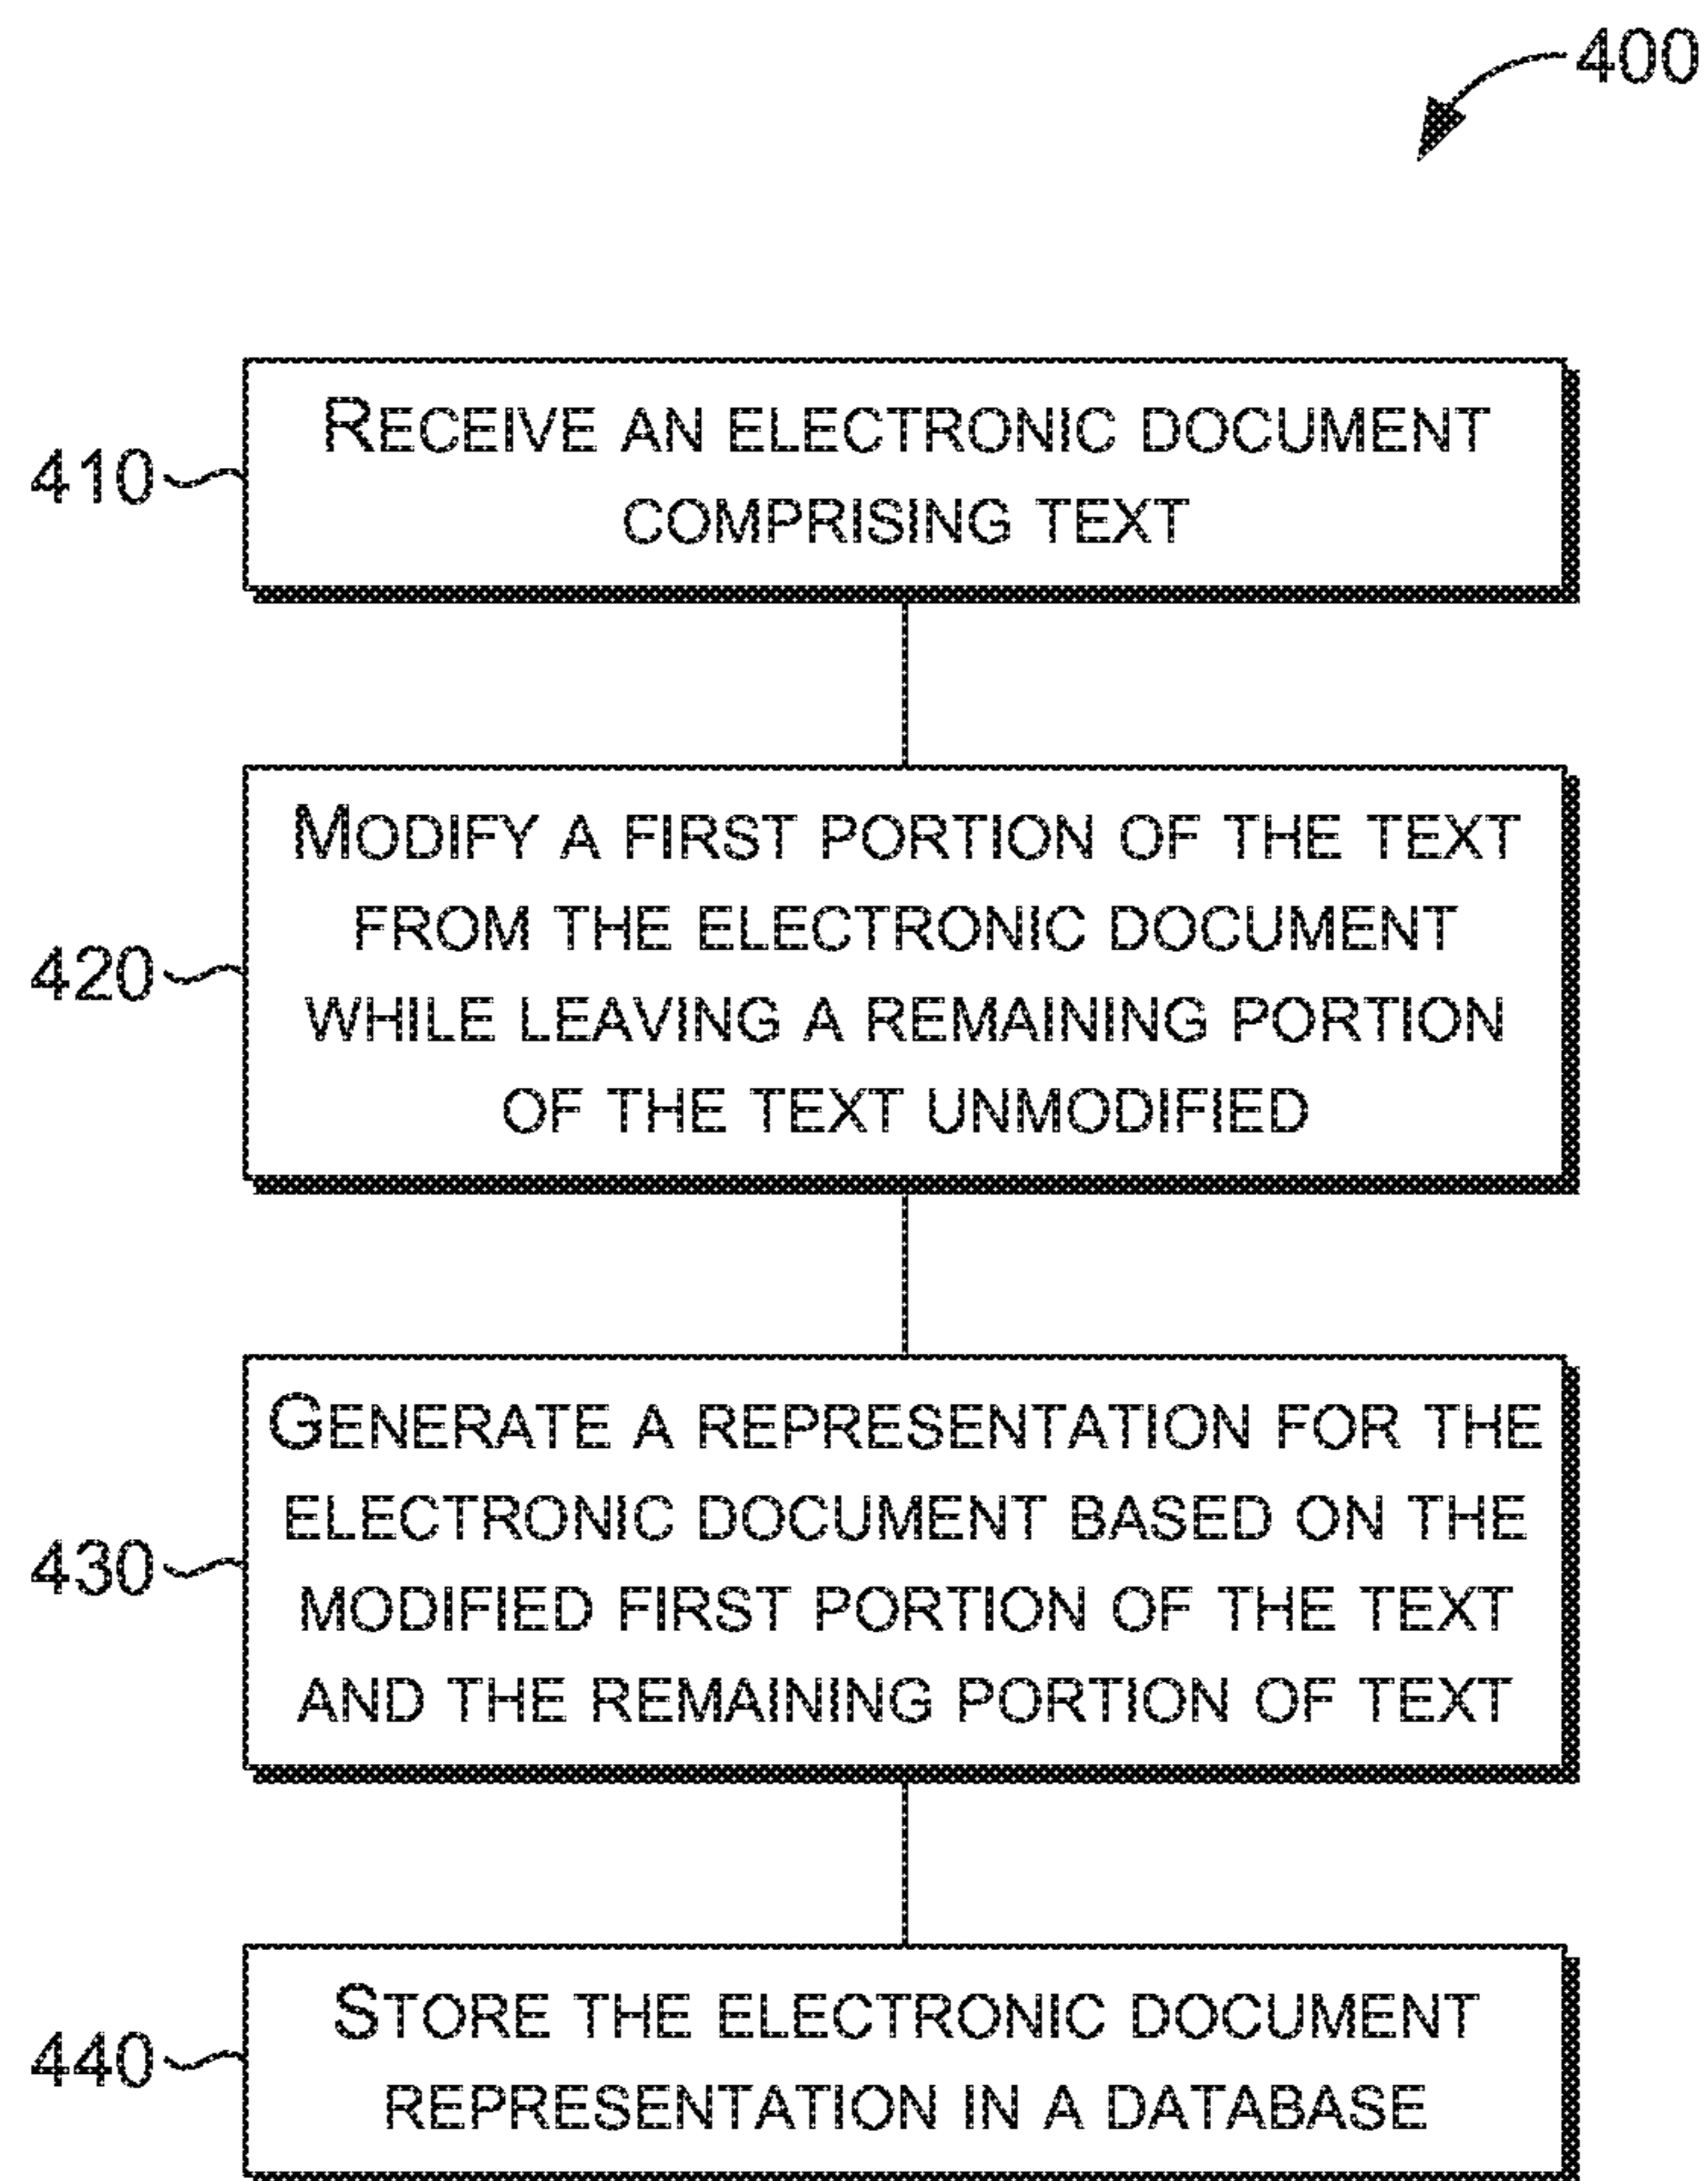 400
410
RECEIVE AN ELECTRONIC DOCUMENT
COMPRISING TEXT
420
MODIFY A FIRST PORTION OF THE TEXT
FROM THE ELECTRONIC DOCUMENT
WHILE LEAVING A REMAINING PORTION
OF THE TEXT UNMODIFIED
430
GENERATE A REPRESENTATION FOR THE
ELECTRONIC DOCUMENT BASED ON THE
MODIFIED FIRST PORTION OF THE TEXT
AND THE REMAINING PORTION OF TEXT
440
STORE THE ELECTRONIC DOCUMENT
REPRESENTATION IN A DATABASE